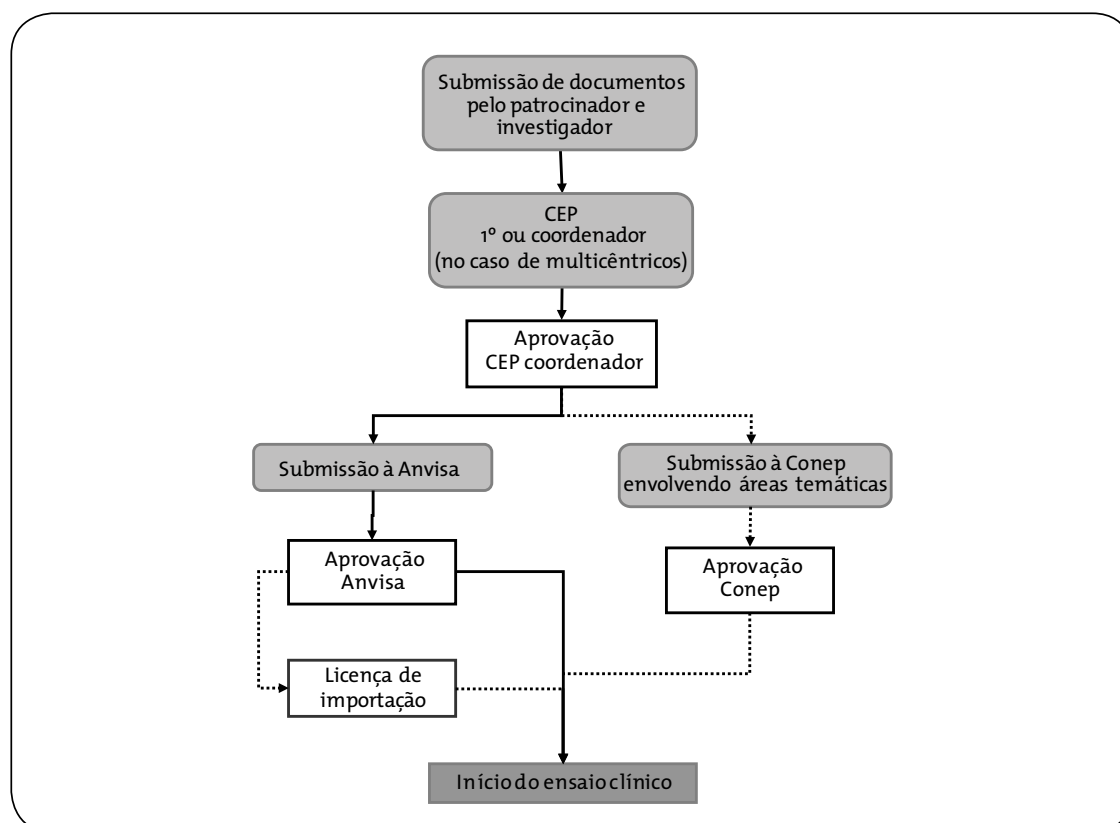 Submissão de documentos
pelo patrocinador e
investigador
CEP
1º ou coordenador
(no caso de multicêntricos)
Aprovação
CEP coordenador
Submissão à Anvisa
Submissão à Conep
envolvendo áreas temáticas
Aprovação
Anvisa
Aprovação
Conep
Licença de
importação
Início do ensaio clínico